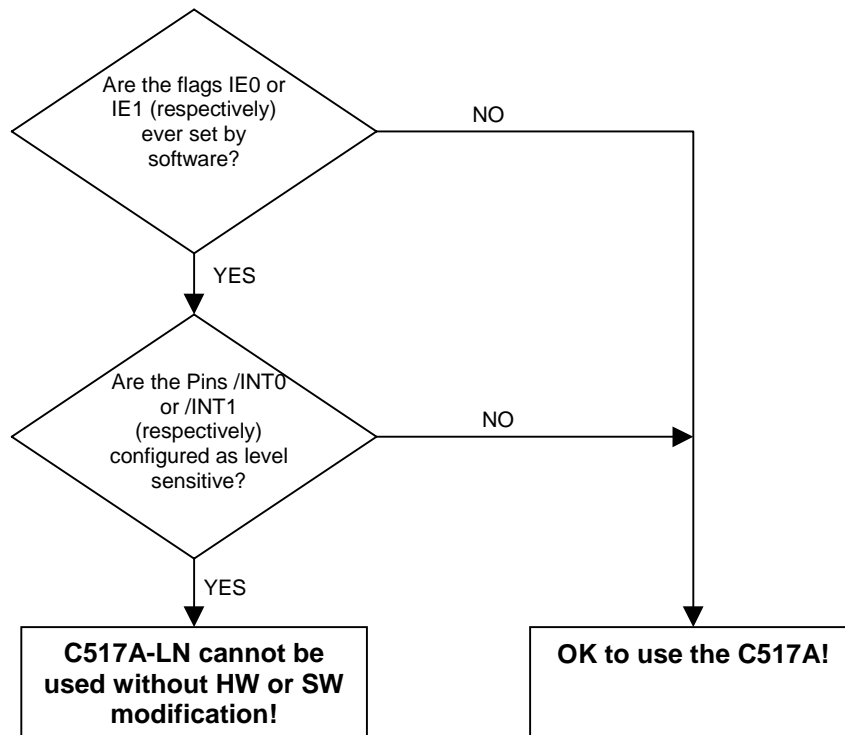 Are the flags IE0 or
IE1 (respectively)
ever set by
software?
NO
YES
Are the Pins /INT0
or /INT1
(respectively)
configured as level
sensitive?
NO
YES
C517A-LN cannot be
used without HW or SW
modification!
OK to use the C517A!